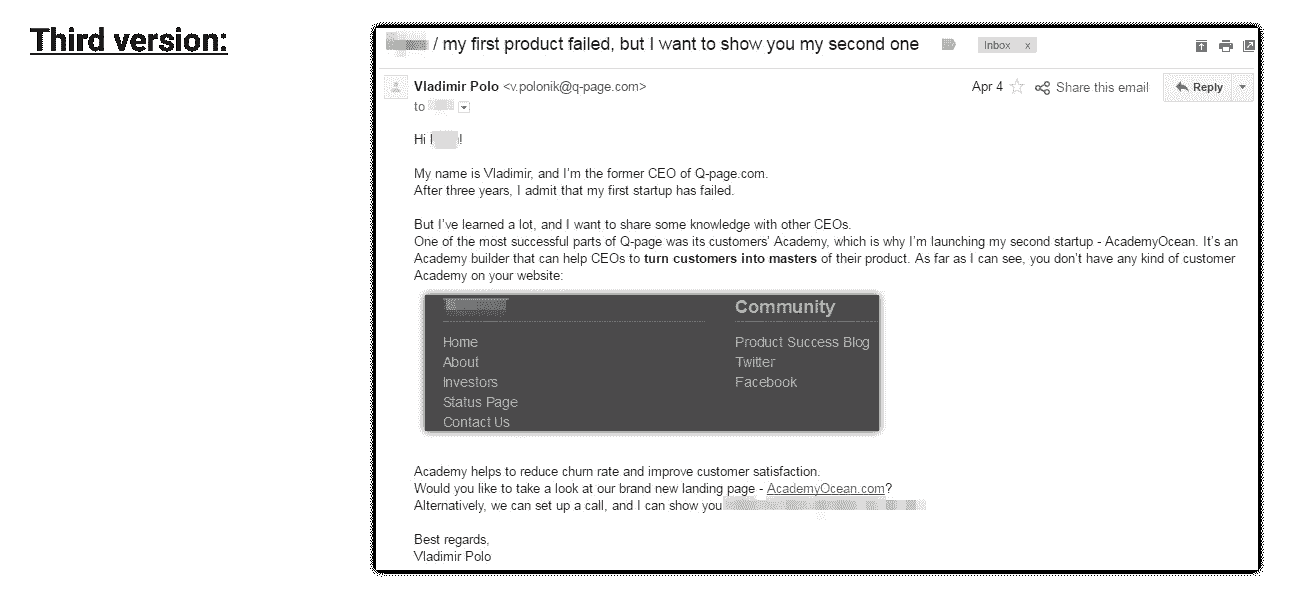 Third version:
/ my first product failed, but I want to show you my second one
Inbox x
Vladimir Polo <v.polonik@q-page.com>
Apr 4
Share this email
Reply
to
Hi !
My name is Vladimir, and I'm the former CEO of Q-page.com.
After three years, I admit that my first startup has failed.
But I've learned a lot, and I want to share some knowledge with other CEOs.
One of the most successful parts of Q-page was its customers' Academy, which is why I'm launching my second startup - AcademyOcean. It's an
Academy builder that can help CEOs to turn customers into masters of their product. As far as I can see, you don't have any kind of customer
Academy on your website:
Home
About
Investors
Status Page
Contact Us
Community
Product Success Blog
Twitter
Facebook
Academy helps to reduce churn rate and improve customer satisfaction.
Would you like to take a look at our brand new landing page - AcademyOcean.com?
Alternatively, we can set up a call, and I can show you
Best regards,
Vladimir Polo